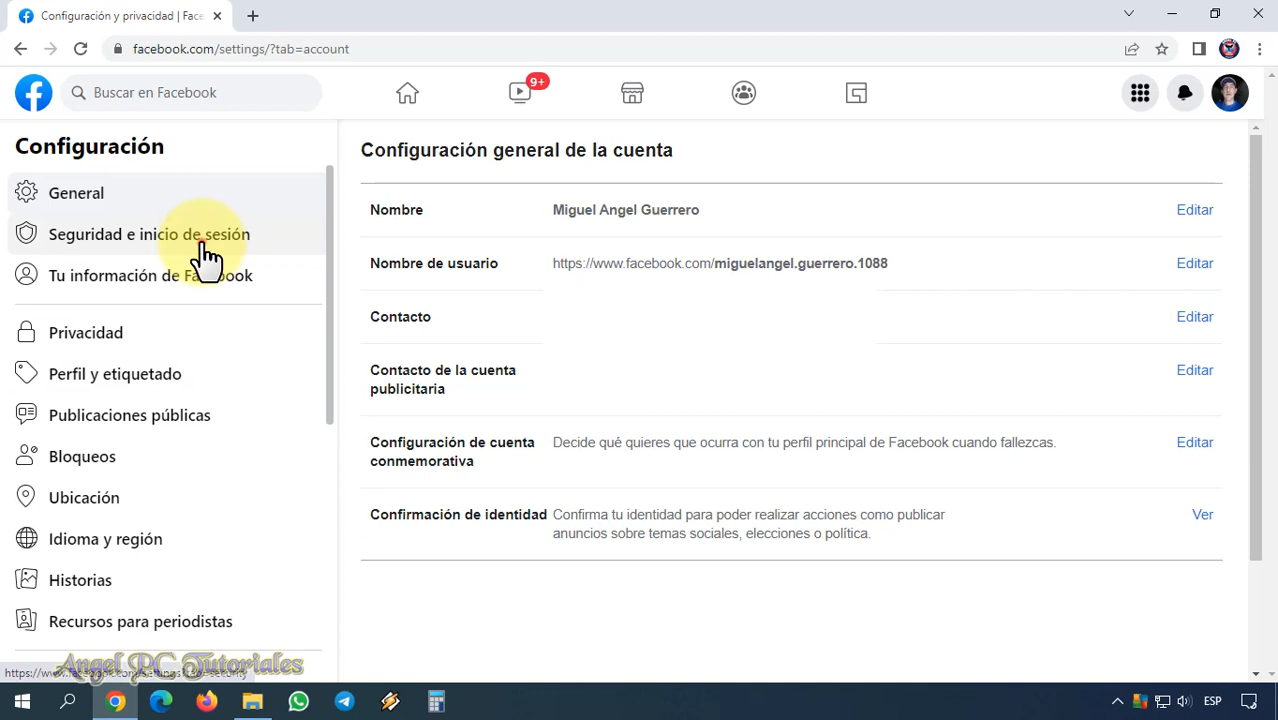 Configuración y privacidad | Face
facebook.com/settings/?tab=account
Buscar en Facebook
9+
Configuración
General
Seguridad e inicio de sesión
Tu información de Facebook
Privacidad
Perfil y etiquetado
Publicaciones públicas
Bloqueos
Ubicación
Idioma y región
Historias
Recursos para periodistas
Configuración general de la cuenta
Nombre Miguel Angel Guerrero Editar
Nombre de usuario https://www.facebook.com/miguelangel.guerrero.1088 Editar
Contacto Editar
Contacto de la cuenta
publicitaria Editar
Configuración de cuenta
conmemorativa Decide qué quieres que ocurra con tu perfil principal de Facebook cuando fallezcas. Editar
Confirmación de identidad Confirma tu identidad para poder realizar acciones como publicar
anuncios sobre temas sociales, elecciones o política. Ver
Angel PC Tutoriales
ESP